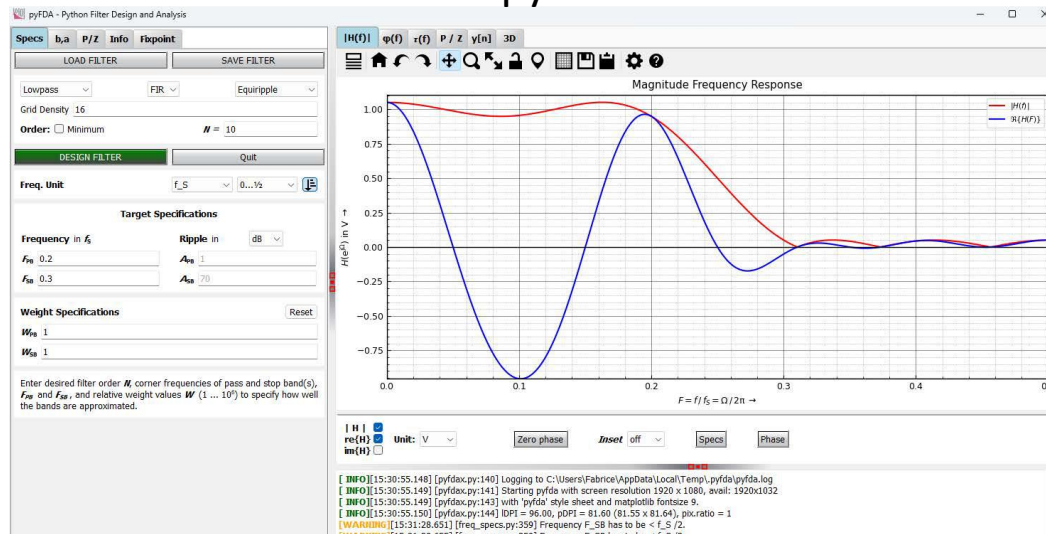 py
pyFDA - Python Filter Design and Analysis
Specs b,a P/Z Info Fixpoint
LOAD FILTER SAVE FILTER
Lowpass FIR Equiripple
Grid Density 16
Order: Minimum N = 10
DESIGN FILTER Quit
Freq. Unit f_S 0...½
Target Specifications
Frequency in fS Ripple in dB
FPB 0.2 APB 1
FSB 0.3 ASB 70
Weight Specifications Reset
WPB 1
WSB 1
Enter desired filter order N, corner frequencies of pass and stop band(s),
FPB and FSB, and relative weight values W (1 ... 10⁶) to specify how well
the bands are approximated.
|H(f)| φ(f) τ(f) P / Z y[n] 3D
Magnitude Frequency Response
|H(f)|
ℜ{H(F)}
H(e^jΩ) in V →
1.00
0.75
0.50
0.25
0.00
−0.25
−0.50
−0.75
0.0 0.1 0.2 0.3 0.4
F = f / fS = Ω / 2π →
| H |
re{H} Unit: V Zero phase Inset off Specs Phase
im{H}
[ INFO][15:30:55.148] [pyfdax.py:140] Logging to C:\Users\Fabrice\AppData\Local\Temp\.pyfda\pyfda.log
[ INFO][15:30:55.149] [pyfdax.py:141] Starting pyfda with screen resolution 1920 x 1080, avail: 1920x1032
[ INFO][15:30:55.149] [pyfdax.py:143] with 'pyfda' style sheet and matplotlib fontsize 9.
[ INFO][15:30:55.150] [pyfdax.py:144] lDPI = 96.00, pDPI = 81.60 (81.55 x 81.64), pix.ratio = 1
[WARNING][15:31:28.651] [freq_specs.py:359] Frequency F_SB has to be < f_S /2.